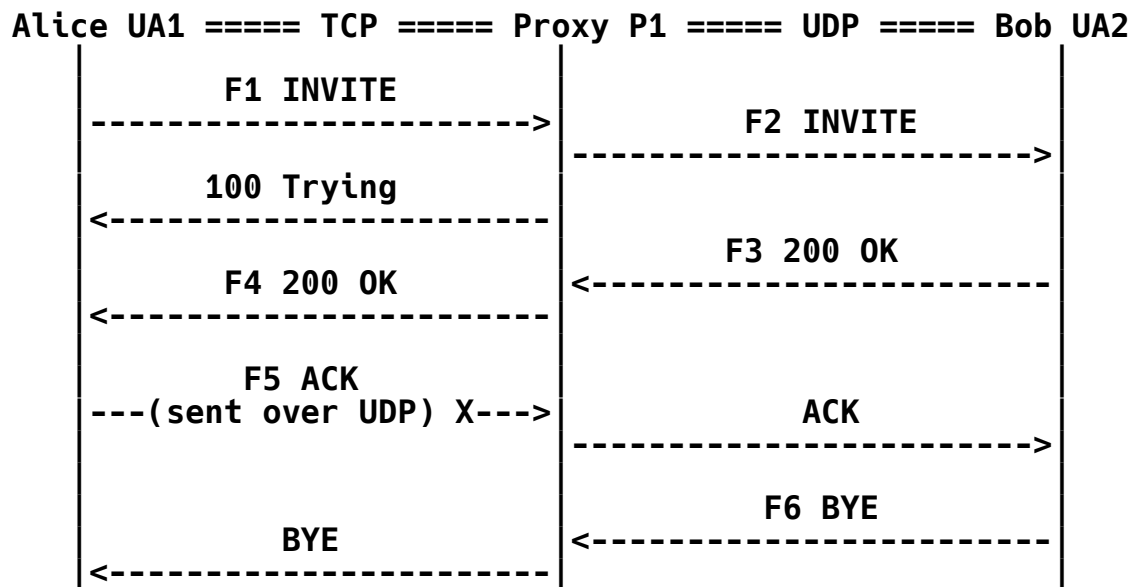 Alice UA1 ===== TCP ===== Proxy P1 ===== UDP ===== Bob UA2
F1 INVITE
----------------------->
F2 INVITE
------------------------>
100 Trying
<-----------------------
F3 200 OK
F4 200 OK
<------------------------
<-----------------------
F5 ACK
---(sent over UDP) X--->
ACK
------------------------->
F6 BYE
BYE
<------------------------
<-----------------------